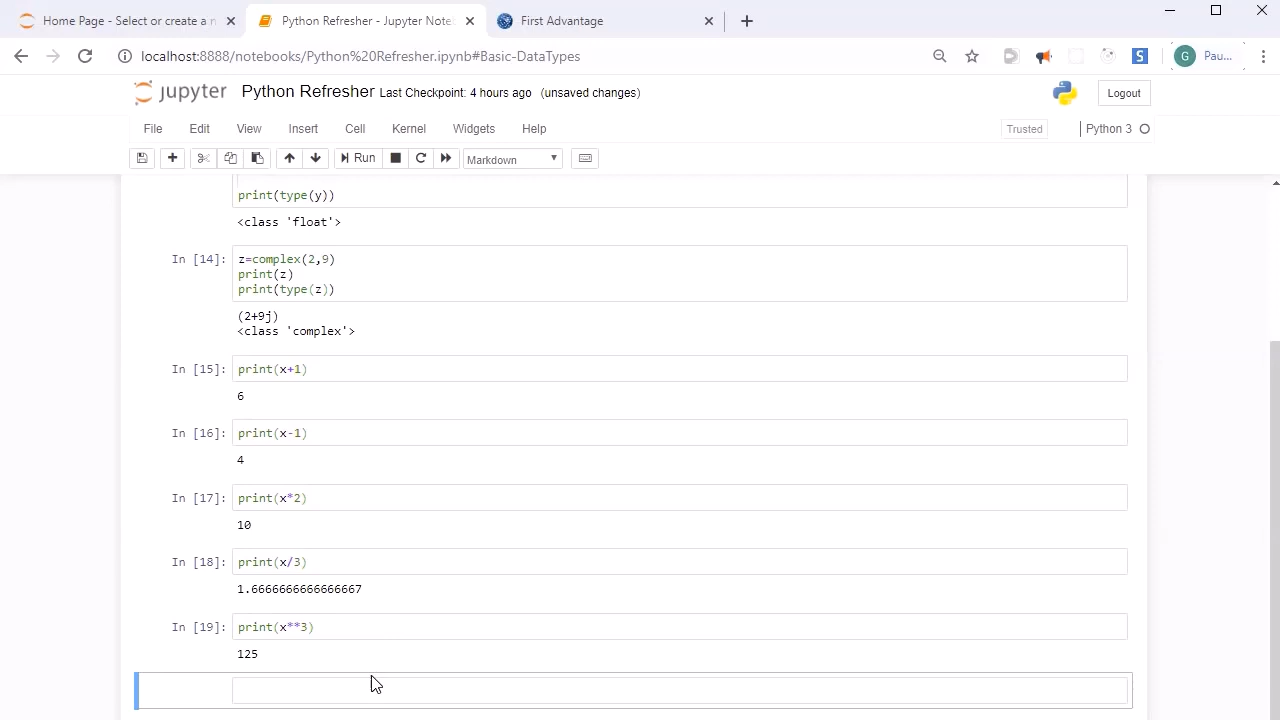 Home Page - Select or create a n
Python Refresher - Jupyter Noteb
First Advantage
localhost:8888/notebooks/Python%20Refresher.ipynb#Basic-DataTypes
S
G
Pau...
jupyter
Python Refresher Last Checkpoint: 4 hours ago (unsaved changes)
Logout
File Edit View Insert Cell Kernel Widgets Help
Trusted
Python 3
Run
Markdown
print(type(y))
<class 'float'>
In [14]: z=complex(2,9)
print(z)
print(type(z))
(2+9j)
<class 'complex'>
In [15]: print(x+1)
6
In [16]: print(x-1)
4
In [17]: print(x*2)
10
In [18]: print(x/3)
1.6666666666666667
In [19]: print(x**3)
125